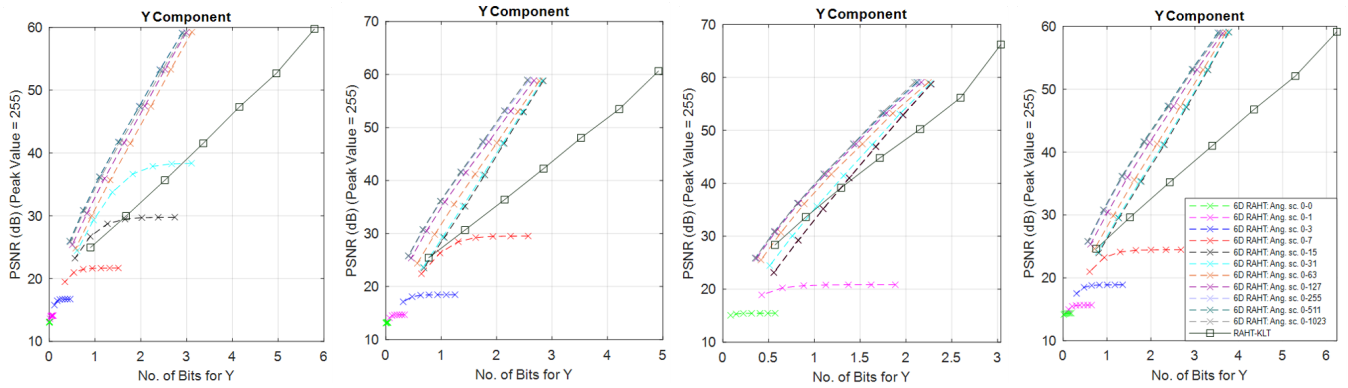 Y Component
60
50
40
30
20
10
0
1
2
3
4
5
6
PSNR (dB) (Peak Value = 255)
No. of Bits for Y
Y Component
60
50
40
30
20
10
0
1
2
3
4
5
PSNR (dB) (Peak Value = 255)
No. of Bits for Y
Y Component
70
60
50
40
30
20
10
0
0.5
1
1.5
2
2.5
3
PSNR (dB) (Peak Value = 255)
No. of Bits for Y
Y Component
60
50
40
30
20
10
0
1
2
3
4
5
6
PSNR (dB) (Peak Value = 255)
No. of Bits for Y
6D RAHT: Ang. sc. 0-0
6D RAHT: Ang. sc. 0-1
6D RAHT: Ang. sc. 0-3
6D RAHT: Ang. sc. 0-7
6D RAHT: Ang. sc. 0-15
6D RAHT: Ang. sc. 0-31
6D RAHT: Ang. sc. 0-63
6D RAHT: Ang. sc. 0-127
6D RAHT: Ang. sc. 0-255
6D RAHT: Ang. sc. 0-511
6D RAHT: Ang. sc. 0-1023
RAHT-KLT